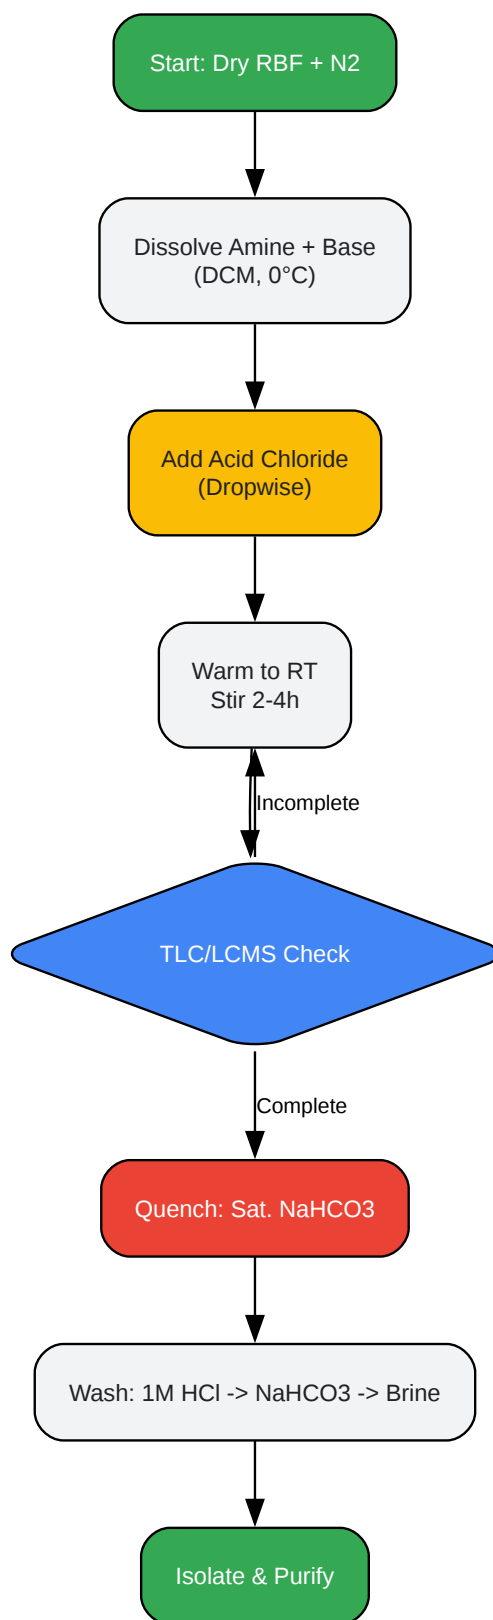 Start: Dry RBF + N2
Dissolve Amine + Base
(DCM, 0°C)
Add Acid Chloride
(Dropwise)
Warm to RT
Stir 2-4h
Incomplete
TLC/LCMS Check
Complete
Quench: Sat. NaHCO3
Wash: 1M HCl -> NaHCO3 -> Brine
Isolate & Purify